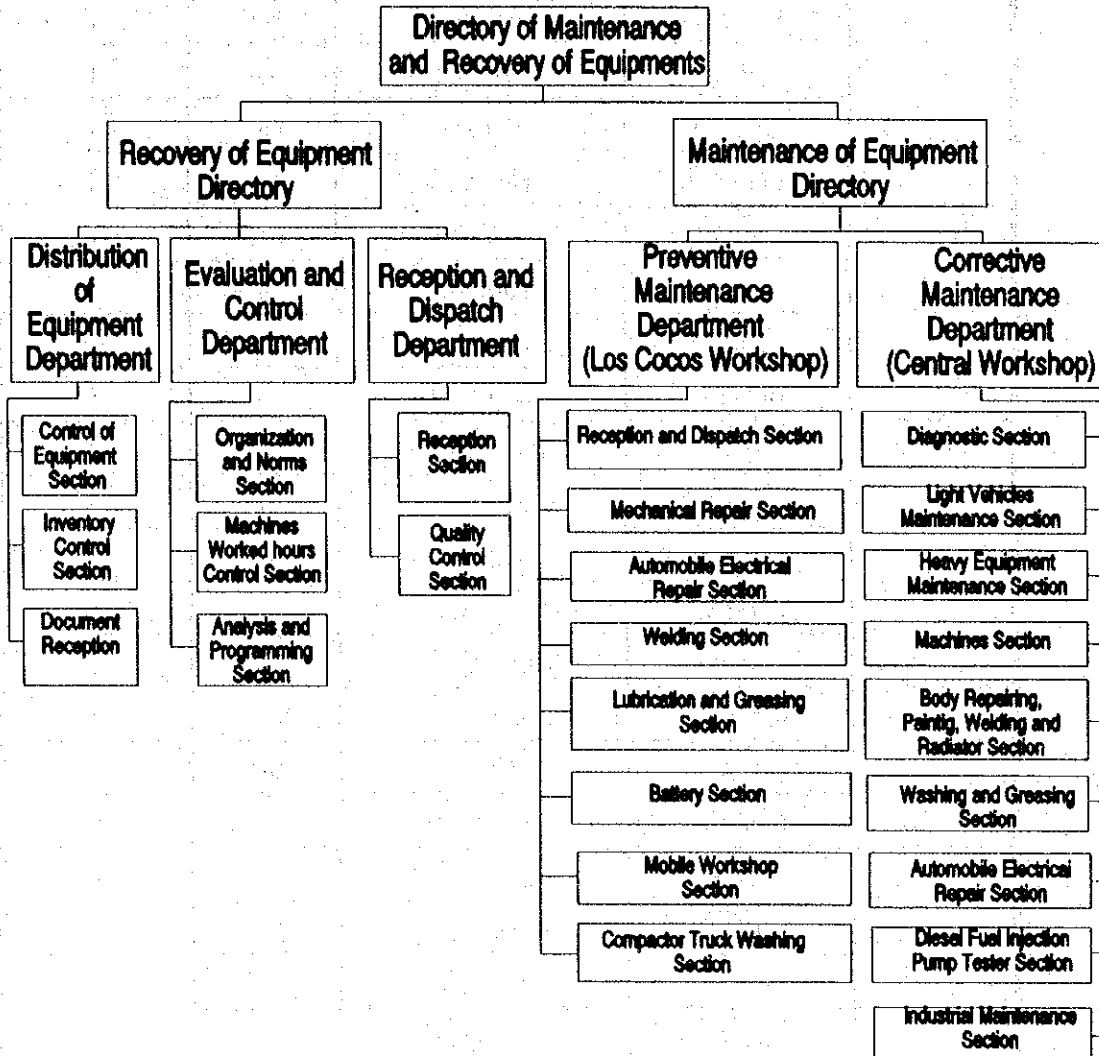 Directory of Maintenance
and Recovery of Equipments
Recovery of Equipment
Directory
Maintenance of Equipment
Directory
Distribution
of
Equipment
Department
Evaluation and
Control
Department
Reception and
Dispatch
Department
Preventive
Maintenance
Department
(Los Cocos Workshop)
Corrective
Maintenance
Department
(Central Workshop)
Control of
Equipment
Section
Inventory
Control
Section
Document
Reception
Organization
and Norms
Section
Machines
Worked hours
Control Section
Analysis and
Programming
Section
Reception
Section
Quality
Control
Section
Reception and Dispatch Section
Mechanical Repair Section
Automobile Electrical
Repair Section
Welding Section
Lubrication and Greasing
Section
Battery Section
Mobile Workshop
Section
Compactor Truck Washing
Section
Diagnostic Section
Light Vehicles
Maintenance Section
Heavy Equipment
Maintenance Section
Machines Section
Body Repairing,
Paintig, Welding and
Radiator Section
Washing and Greasing
Section
Automobile Electrical
Repair Section
Diesel Fuel Injection
Pump Tester Section
Industrial Maintenance
Section